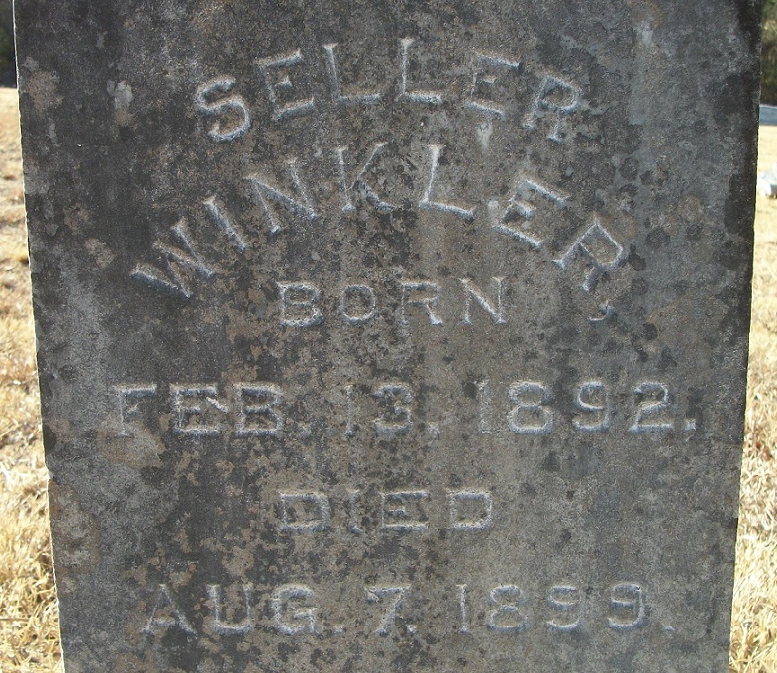 SELLER
WINKLER,
BORN
FEB. 13, 1892.
DIED
AUG. 7, 1899.